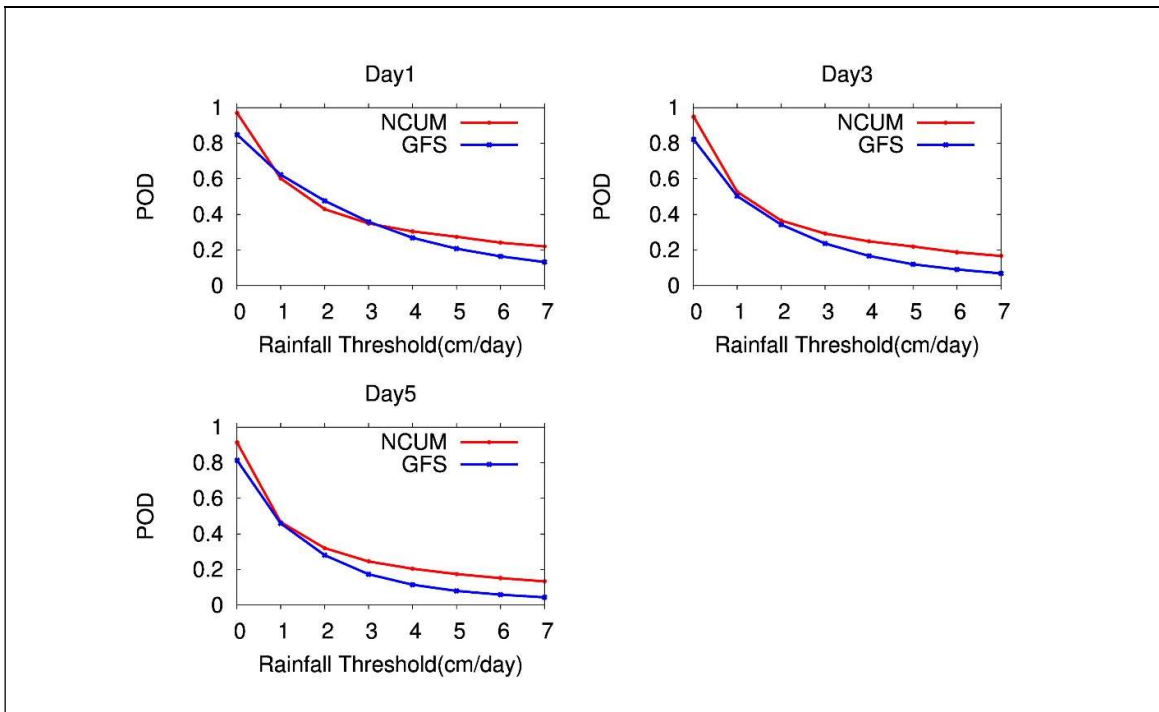 Day1
1
0.8
0.6
0.4
0.2
0
POD
NCUM
GFS
0 1 2 3 4 5 6 7
Rainfall Threshold(cm/day)
Day3
1
0.8
0.6
0.4
0.2
0
POD
NCUM
GFS
0 1 2 3 4 5 6 7
Rainfall Threshold(cm/day)
Day5
1
0.8
0.6
0.4
0.2
0
POD
NCUM
GFS
0 1 2 3 4 5 6 7
Rainfall Threshold(cm/day)